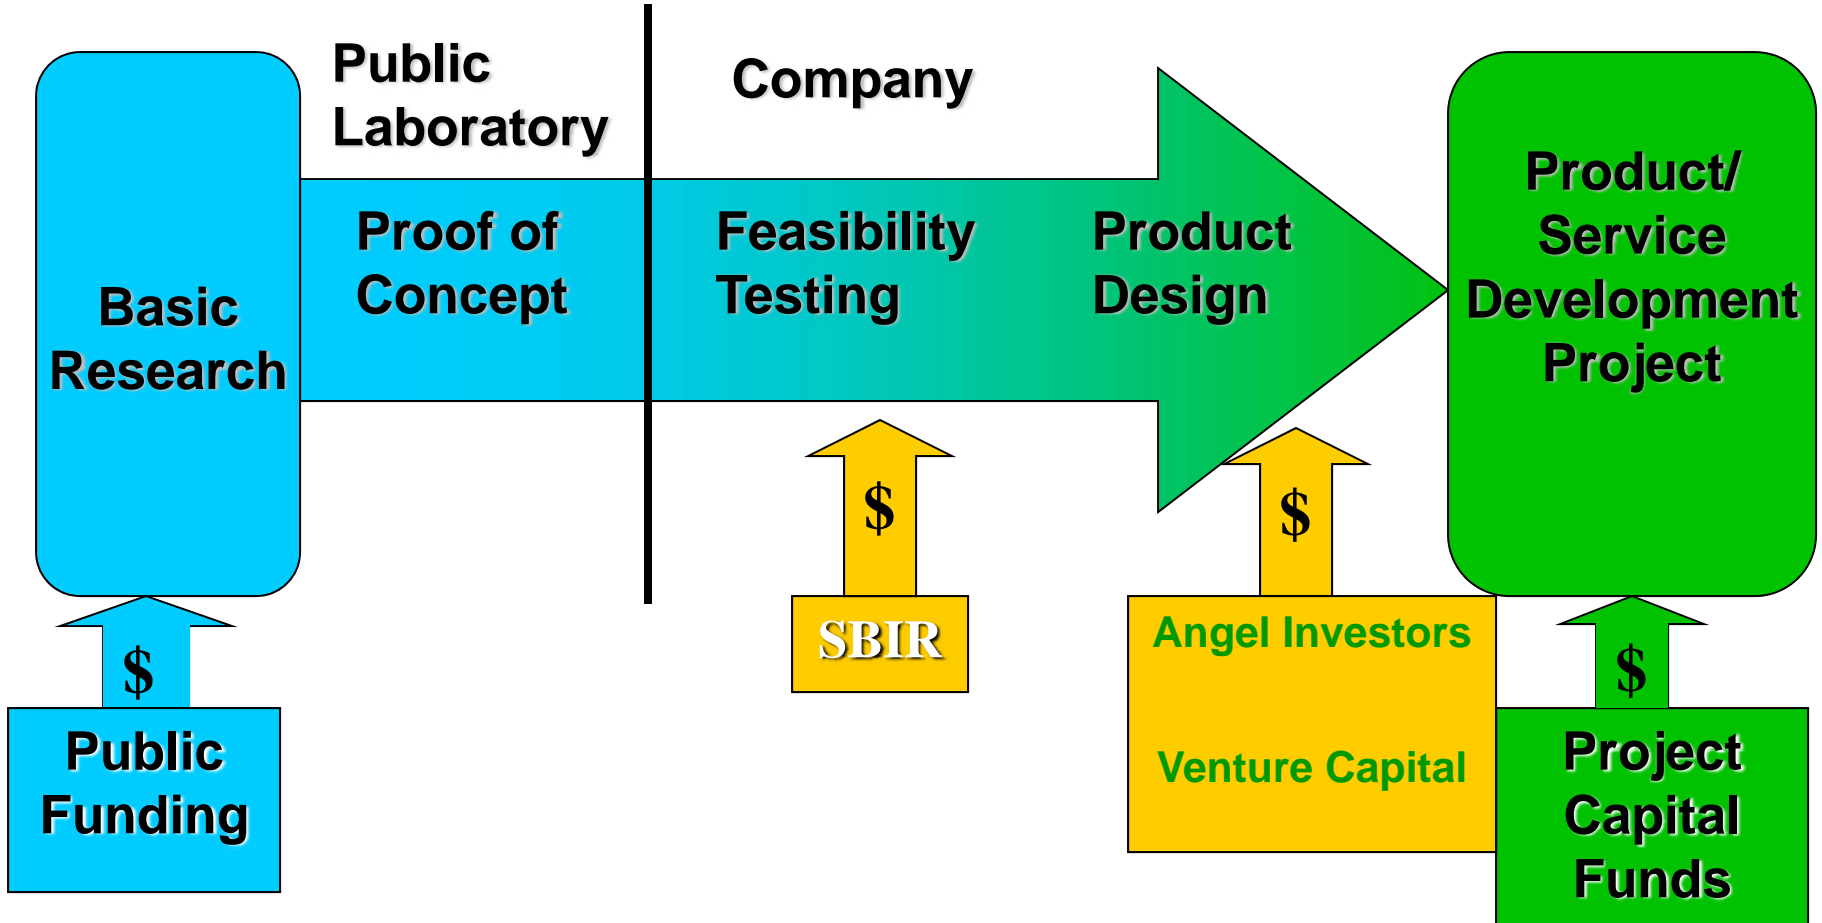 Public
Laboratory
Company
Basic
Research
Proof of
Concept
Feasibility
Testing
Product
Design
Product/
Service
Development
Project
$
$
$
$
SBIR
Angel Investors
Venture Capital
Public
Funding
Project
Capital
Funds